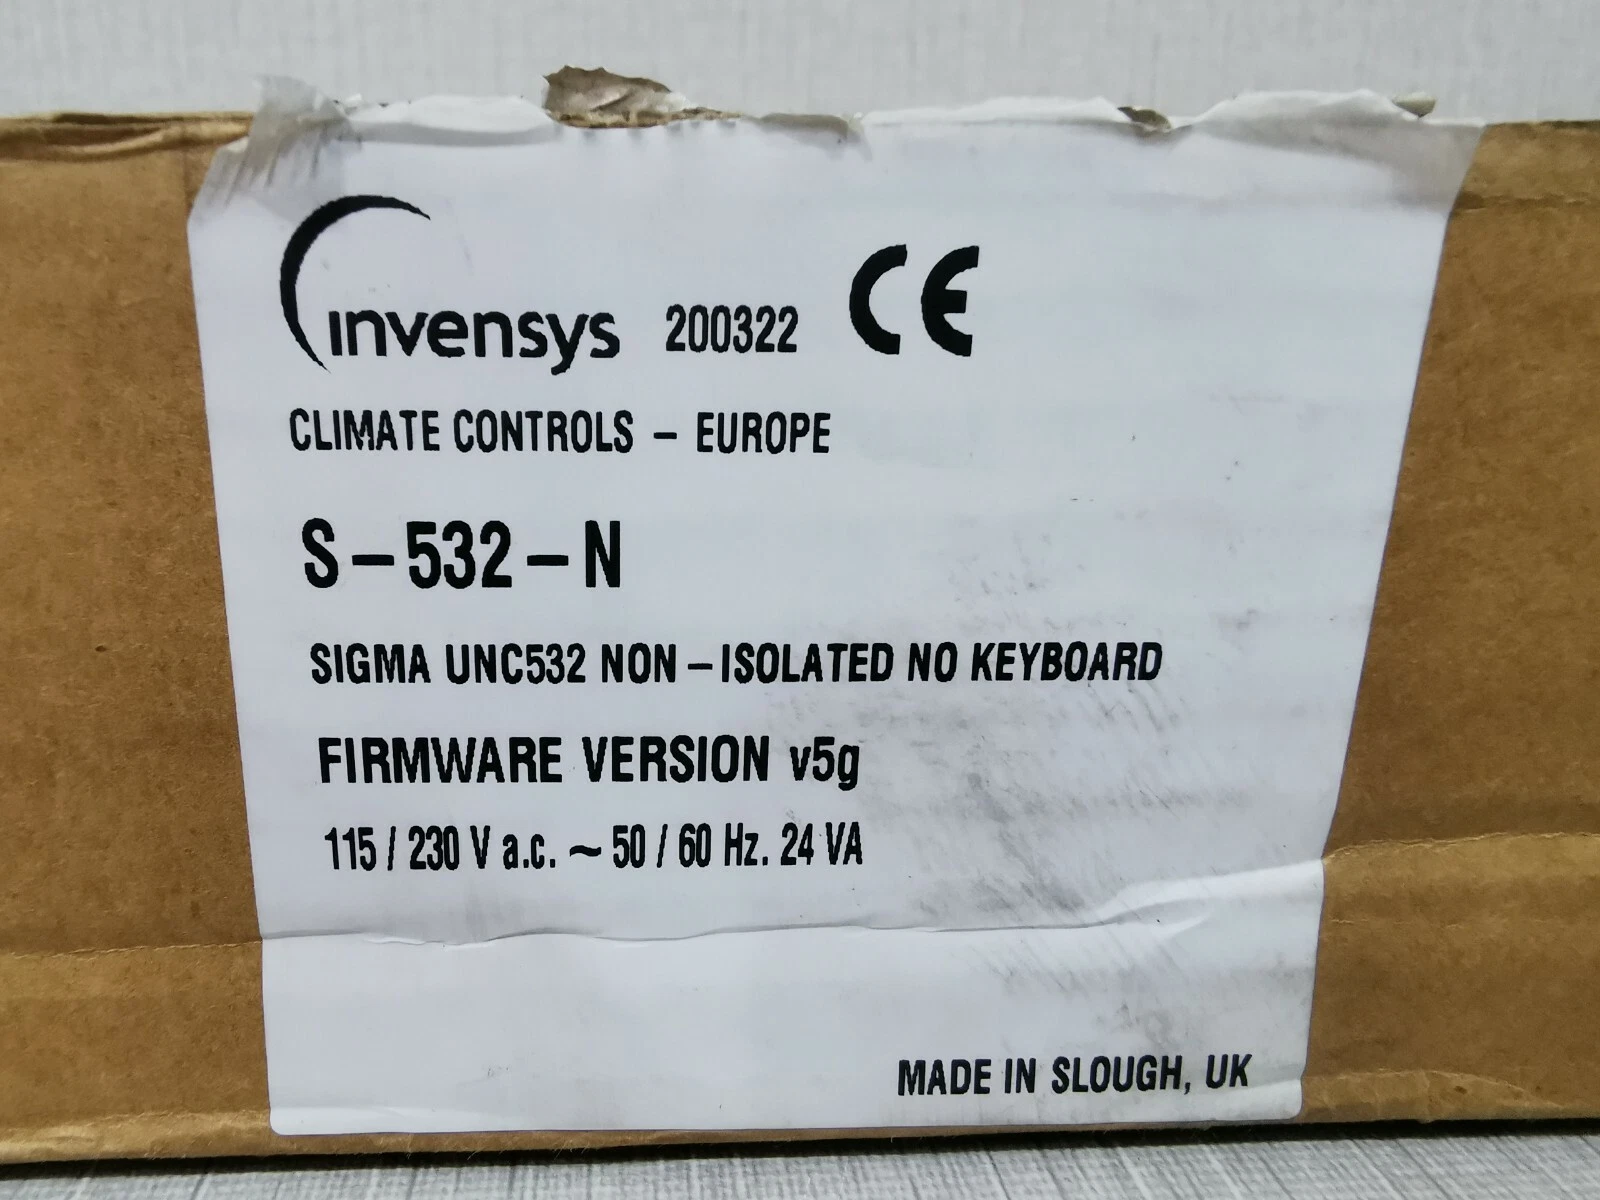 invensys 200322 CE
CLIMATE CONTROLS - EUROPE
S-532-N
SIGMA UNC532 NON-ISOLATED NO KEYBOARD
FIRMWARE VERSION v5g
115 / 230 V a.c. ~ 50 / 60 Hz. 24 VA
MADE IN SLOUGH, UK